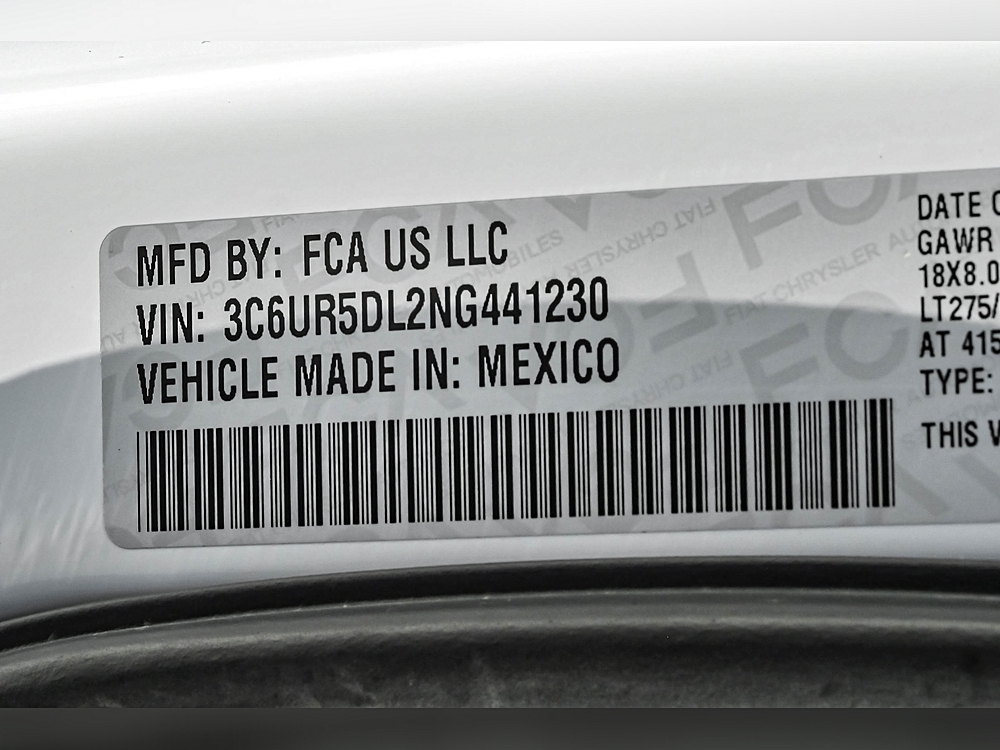 MFD BY: FCA US LLC
VIN: 3C6UR5DL2NG441230
VEHICLE MADE IN: MEXICO
DATE
GAWR
18X8.0
LT275/
AT 415
TYPE:
THIS